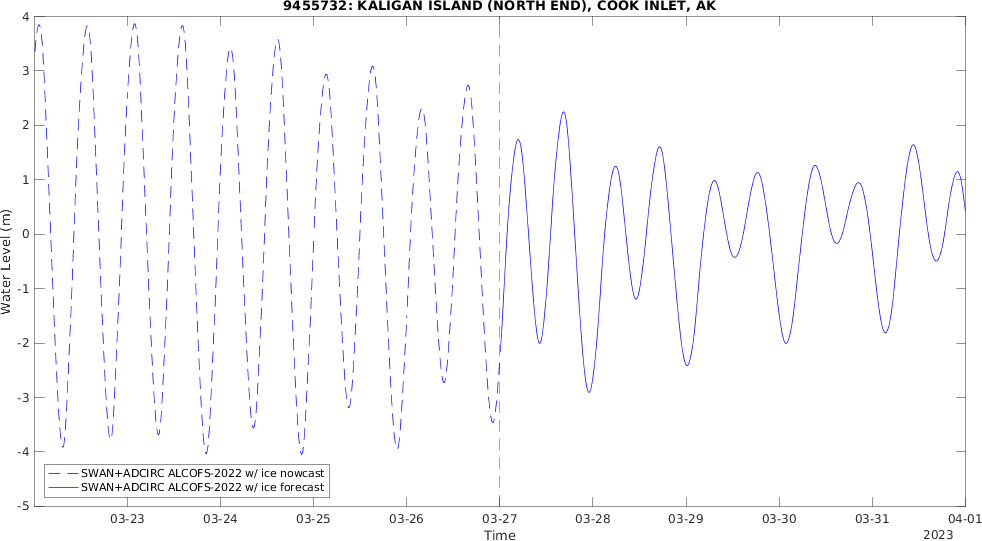 9455732: KALIGAN ISLAND (NORTH END), COOK INLET, AK
Water Level (m)
4
3
2
1
0
-1
-2
-3
-4
-5
SWAN+ADCIRC ALCOFS-2022 w/ ice nowcast
SWAN+ADCIRC ALCOFS-2022 w/ ice forecast
03-23 03-24 03-25 03-26 03-27 03-28 03-29 03-30 03-31 04-01
Time 2023